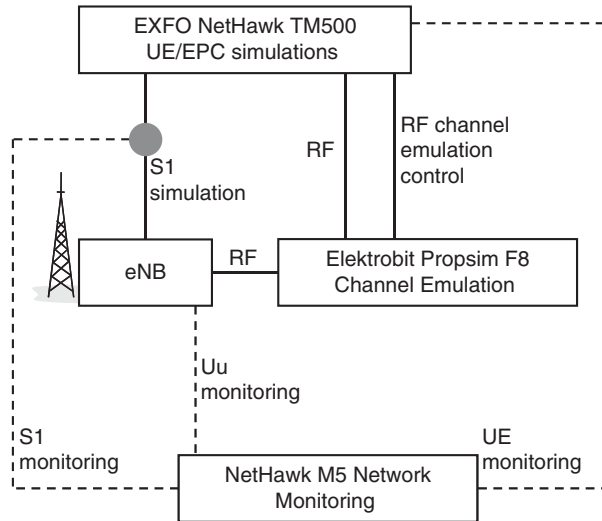 EXFO NetHawk TM500
UE/EPC simulations
RF
RF channel
emulation
control
S1
simulation
eNB
RF
Elektrobit Propsim F8
Channel Emulation
Uu
monitoring
S1
monitoring
NetHawk M5 Network
Monitoring
UE
monitoring